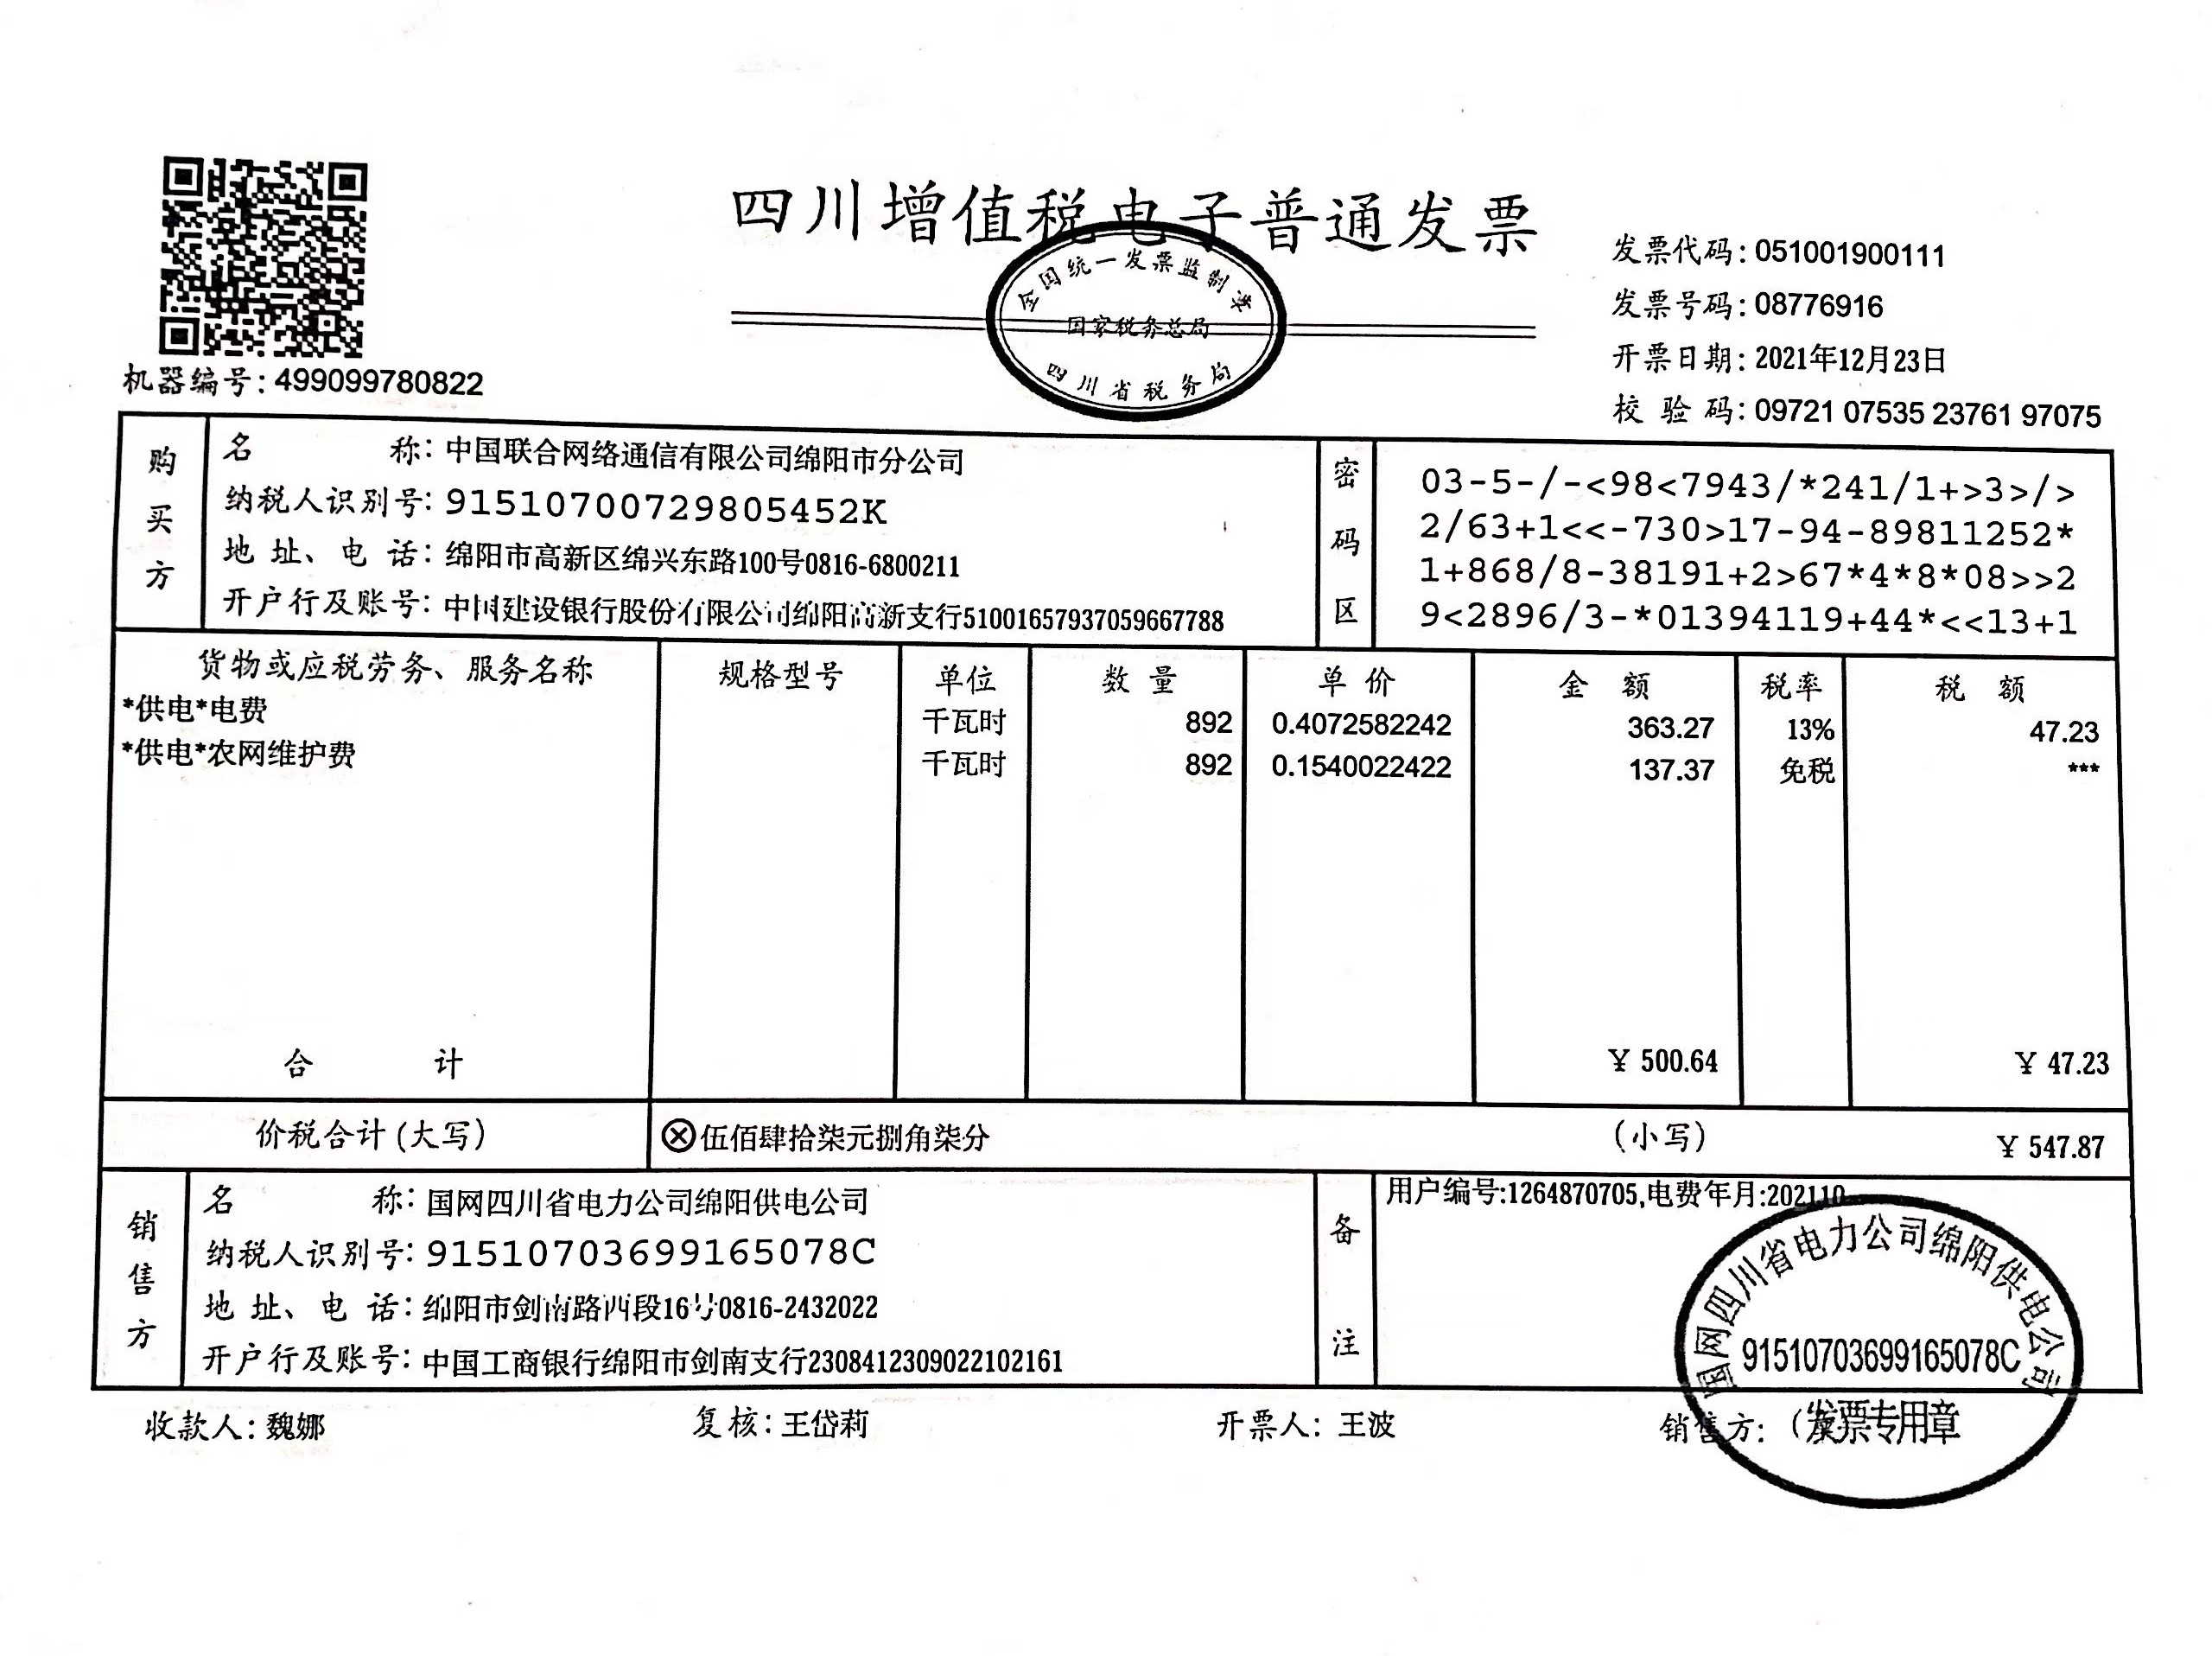 四川增值税电子普通发票
全国统一发票监制章
国家税务总局
四川省税务局
发票代码:051001900111
发票号码:08776916
开票日期:2021年12月23日
校验码:09721 07535 23761 97075
机器编号:499099780822
购买方
名称:中国联合网络通信有限公司绵阳市分公司
纳税人识别号:91510700729805452K
地址、电话:绵阳市高新区绵兴东路100号0816-6800211
开户行及账号:中国建设银行股份有限公司绵阳高新支行51001657937059667788
密码区
03-5-/-<98<7943/*241/1+>3>/>
2/63+1<<-730>17-94-89811252*
1+868/8-38191+2>67*4*8*08>>2
9<2896/3-*01394119+44*<<13+1
货物或应税劳务、服务名称 规格型号 单位 数量 单价 金额 税率 税额
*供电*电费 千瓦时 892 0.4072582242 363.27 13% 47.23
*供电*农网维护费 千瓦时 892 0.1540022422 137.37 免税 ***
合计 ¥500.64 ¥47.23
价税合计(大写) ⊗伍佰肆拾柒元捌角柒分 (小写) ¥547.87
销售方
名称:国网四川省电力公司绵阳供电公司
纳税人识别号:91510703699165078C
地址、电话:绵阳市剑南路四段16号0816-2432022
开户行及账号:中国工商银行绵阳市剑南支行2308412309022102161
备注
用户编号:1264870705,电费年月:202110
国网四川省电力公司绵阳供电公司
91510703699165078C
发票专用章
收款人:魏娜 复核:王岱莉 开票人:王波 销售方:(章)